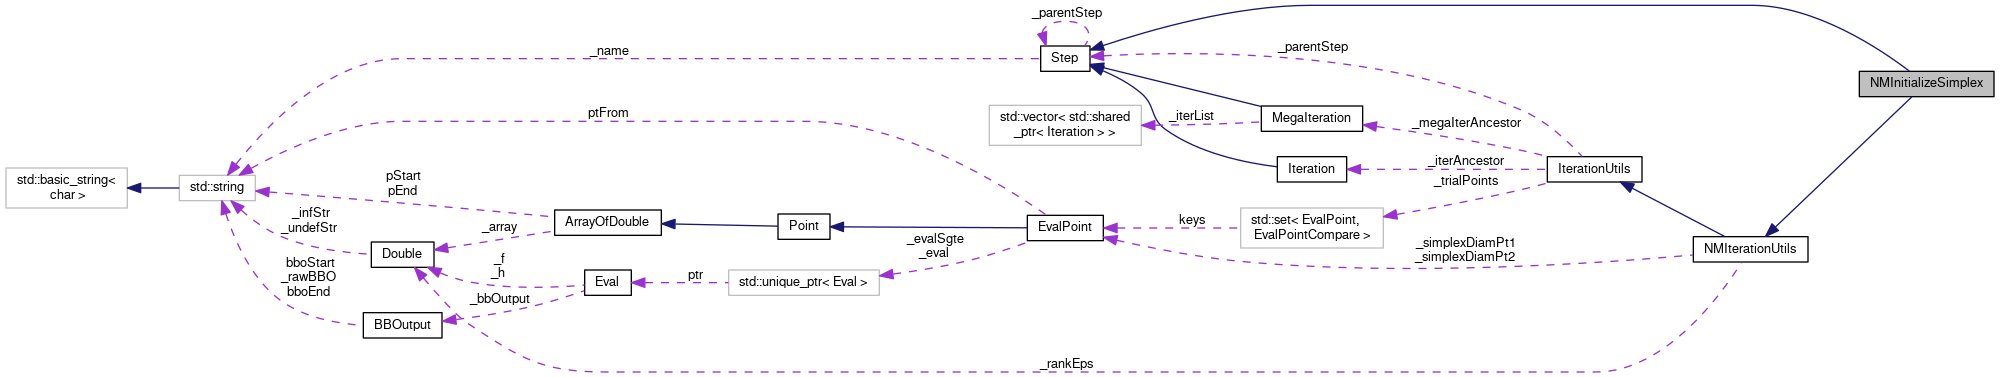 _parentStep
_name
Step
_parentStep
NMInitializeSimplex
ptFrom
std::vector< std::shared
_ptr< Iteration > >
_iterList
MegaIteration
_megaIterAncestor
Iteration
_iterAncestor
IterationUtils
_trialPoints
std::basic_string<
char >
std::string
pStart
pEnd
_infStr
_undefStr
ArrayOfDouble
_array
Point
EvalPoint
keys
std::set< EvalPoint,
EvalPointCompare >
_simplexDiamPt1
_simplexDiamPt2
NMIterationUtils
_evalSgte
_eval
Double
_f
_h
bboStart
_rawBBO
bboEnd
Eval
ptr
std::unique_ptr< Eval >
_bbOutput
BBOutput
_rankEps